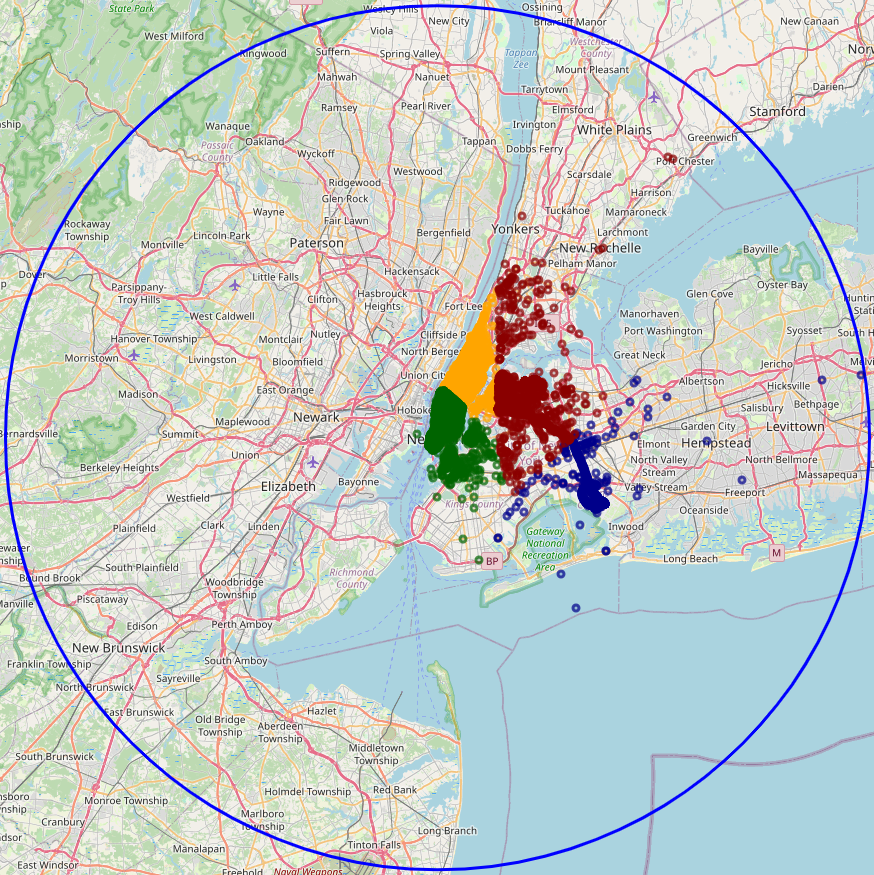 State Park
Wesley Hills
New City
Ossining
Briarcliff Manor
New Canaan
West Milford
Ringwood
Suffern
Viola
Spring Valley
Tappan
Zee
Westchester
County
Nanuet
Mount Pleasant
Mahwah
Ramsey
Pearl River
Tarrytown
Elmsford
Darien
Stamford
Wanaque
Oakland
Passaic
County
Wyckoff
Tappan
Irvington
Dobbs Ferry
White Plains
Greenwich
Port Chester
Westwood
Scarsdale
Ridgewood
Glen Rock
Harrison
Wayne
Fair Lawn
Tuckahoe
Mamaroneck
Rockaway
Township
Lincoln Park
Montville
Paterson
Bergenfield
Yonkers
Larchmont
New Rochelle
Pelham Manor
Bayville
Dover
Little Falls
Hackensack
Parsippany-
Troy Hills
Clifton
Hasbrouck
Heights
Fort Lee
Glen Cove
Oyster Bay
West Caldwell
Manorhaven
Port Washington
Syosset
Hanover Township
Montclair
Nutley
Cliffside P
North Berge
Great Neck
Morristown
Livingston
Bloomfield
Union City
Jericho
Albertson
Hicksville
Madison
East Orange
Hoboke
Salisbury
Bethpage
Maplewood
Newark
Garden City
Levittown
Bernardsville
Summit
Ne
Elmont
Hempstead
Union
North Valley
Stream
North Bellmore
Berkeley Heights
Elizabeth
Bayonne
Valley Stream
Freeport
Massapequa
Westfield
Kings County
Oceanside
Plainfield
Clark
Linden
Gateway
National
Recreation
Area
Inwood
South Plainfield
Richmond
County
BP
Long Beach
M
Bound Brook
Woodbridge
Township
Piscataway
Edison
Perth Amboy
New Brunswick
Franklin Township
South Amboy
Sayreville
North Brunswick
East Brunswick
Old Bridge
Township
Hazlet
Aberdeen
Township
South Brunswick
Middletown
Township
Monroe Township
Holmdel Township
Red Bank
Cranbury
Marlboro
Township
Long Branch
Manalapan
Tinton Falls
East Windsor
Freehold
Naval Weapons